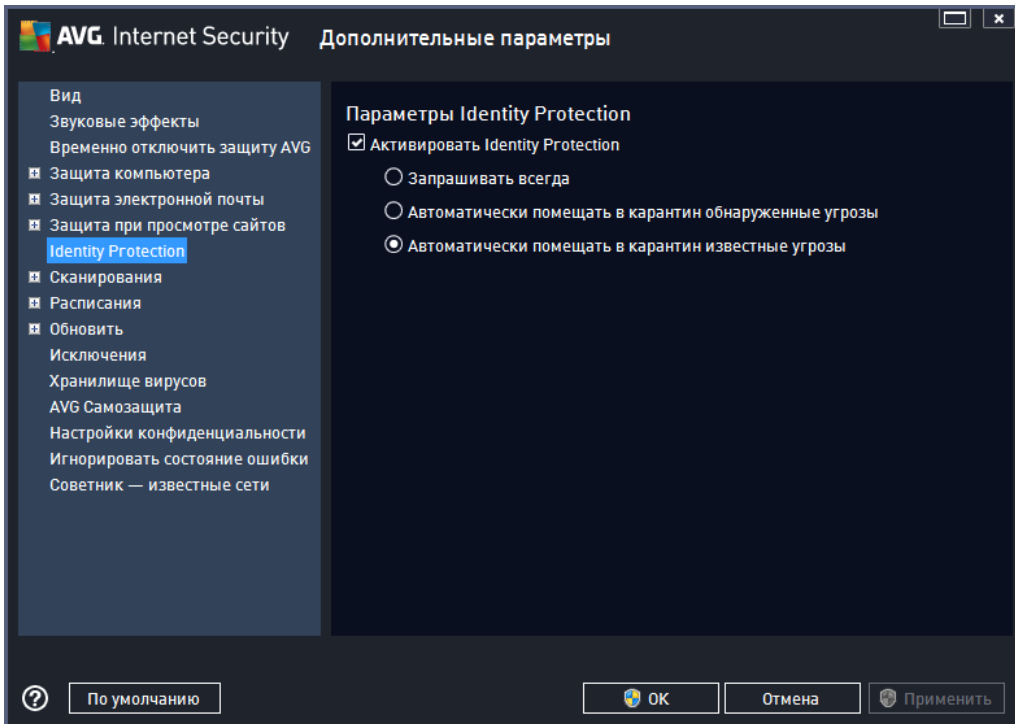 AVG. Internet Security Дополнительные параметры
Вид
Звуковые эффекты
Временно отключить защиту AVG
Защита компьютера
Защита электронной почты
Защита при просмотре сайтов
Identity Protection
Сканирования
Расписания
Обновить
Исключения
Хранилище вирусов
AVG Самозащита
Настройки конфиденциальности
Игнорировать состояние ошибки
Советник — известные сети
Параметры Identity Protection
Активировать Identity Protection
Запрашивать всегда
Автоматически помещать в карантин обнаруженные угрозы
Автоматически помещать в карантин известные угрозы
? По умолчанию OK Отмена Применить